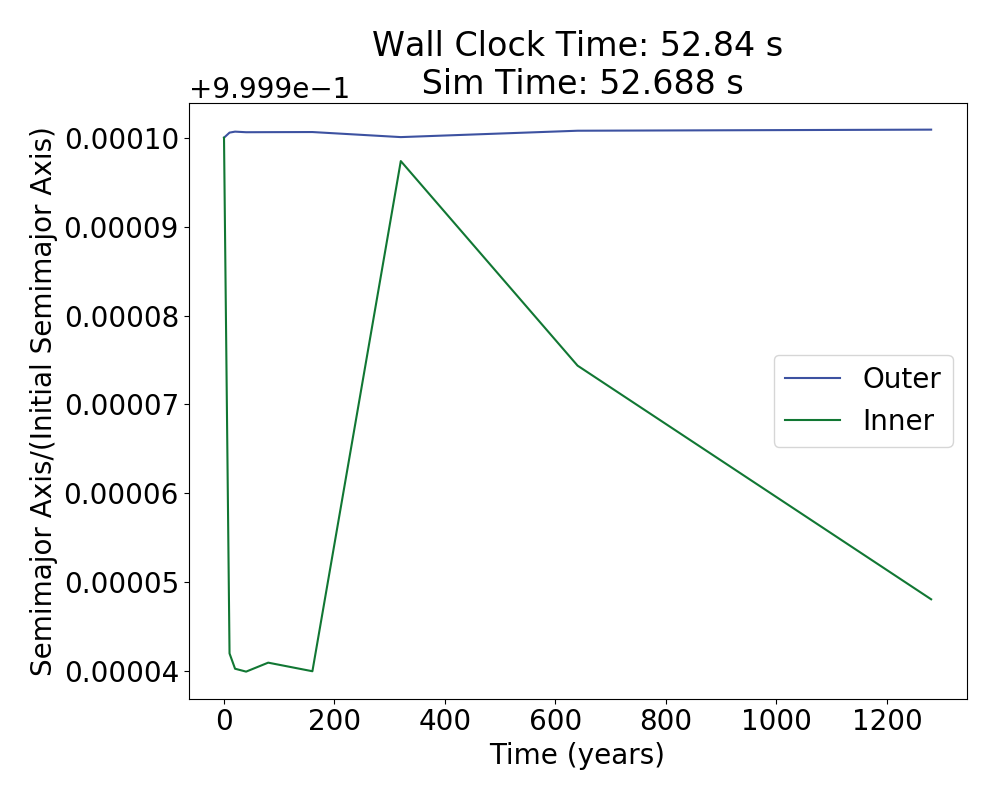 Wall Clock Time: 52.84 s
Sim Time: 52.688 s
+9.999e−1
Semimajor Axis/(Initial Semimajor Axis)
0.00010
0.00009
0.00008
0.00007
0.00006
0.00005
0.00004
Outer
Inner
0 200 400 600 800 1000 1200
Time (years)